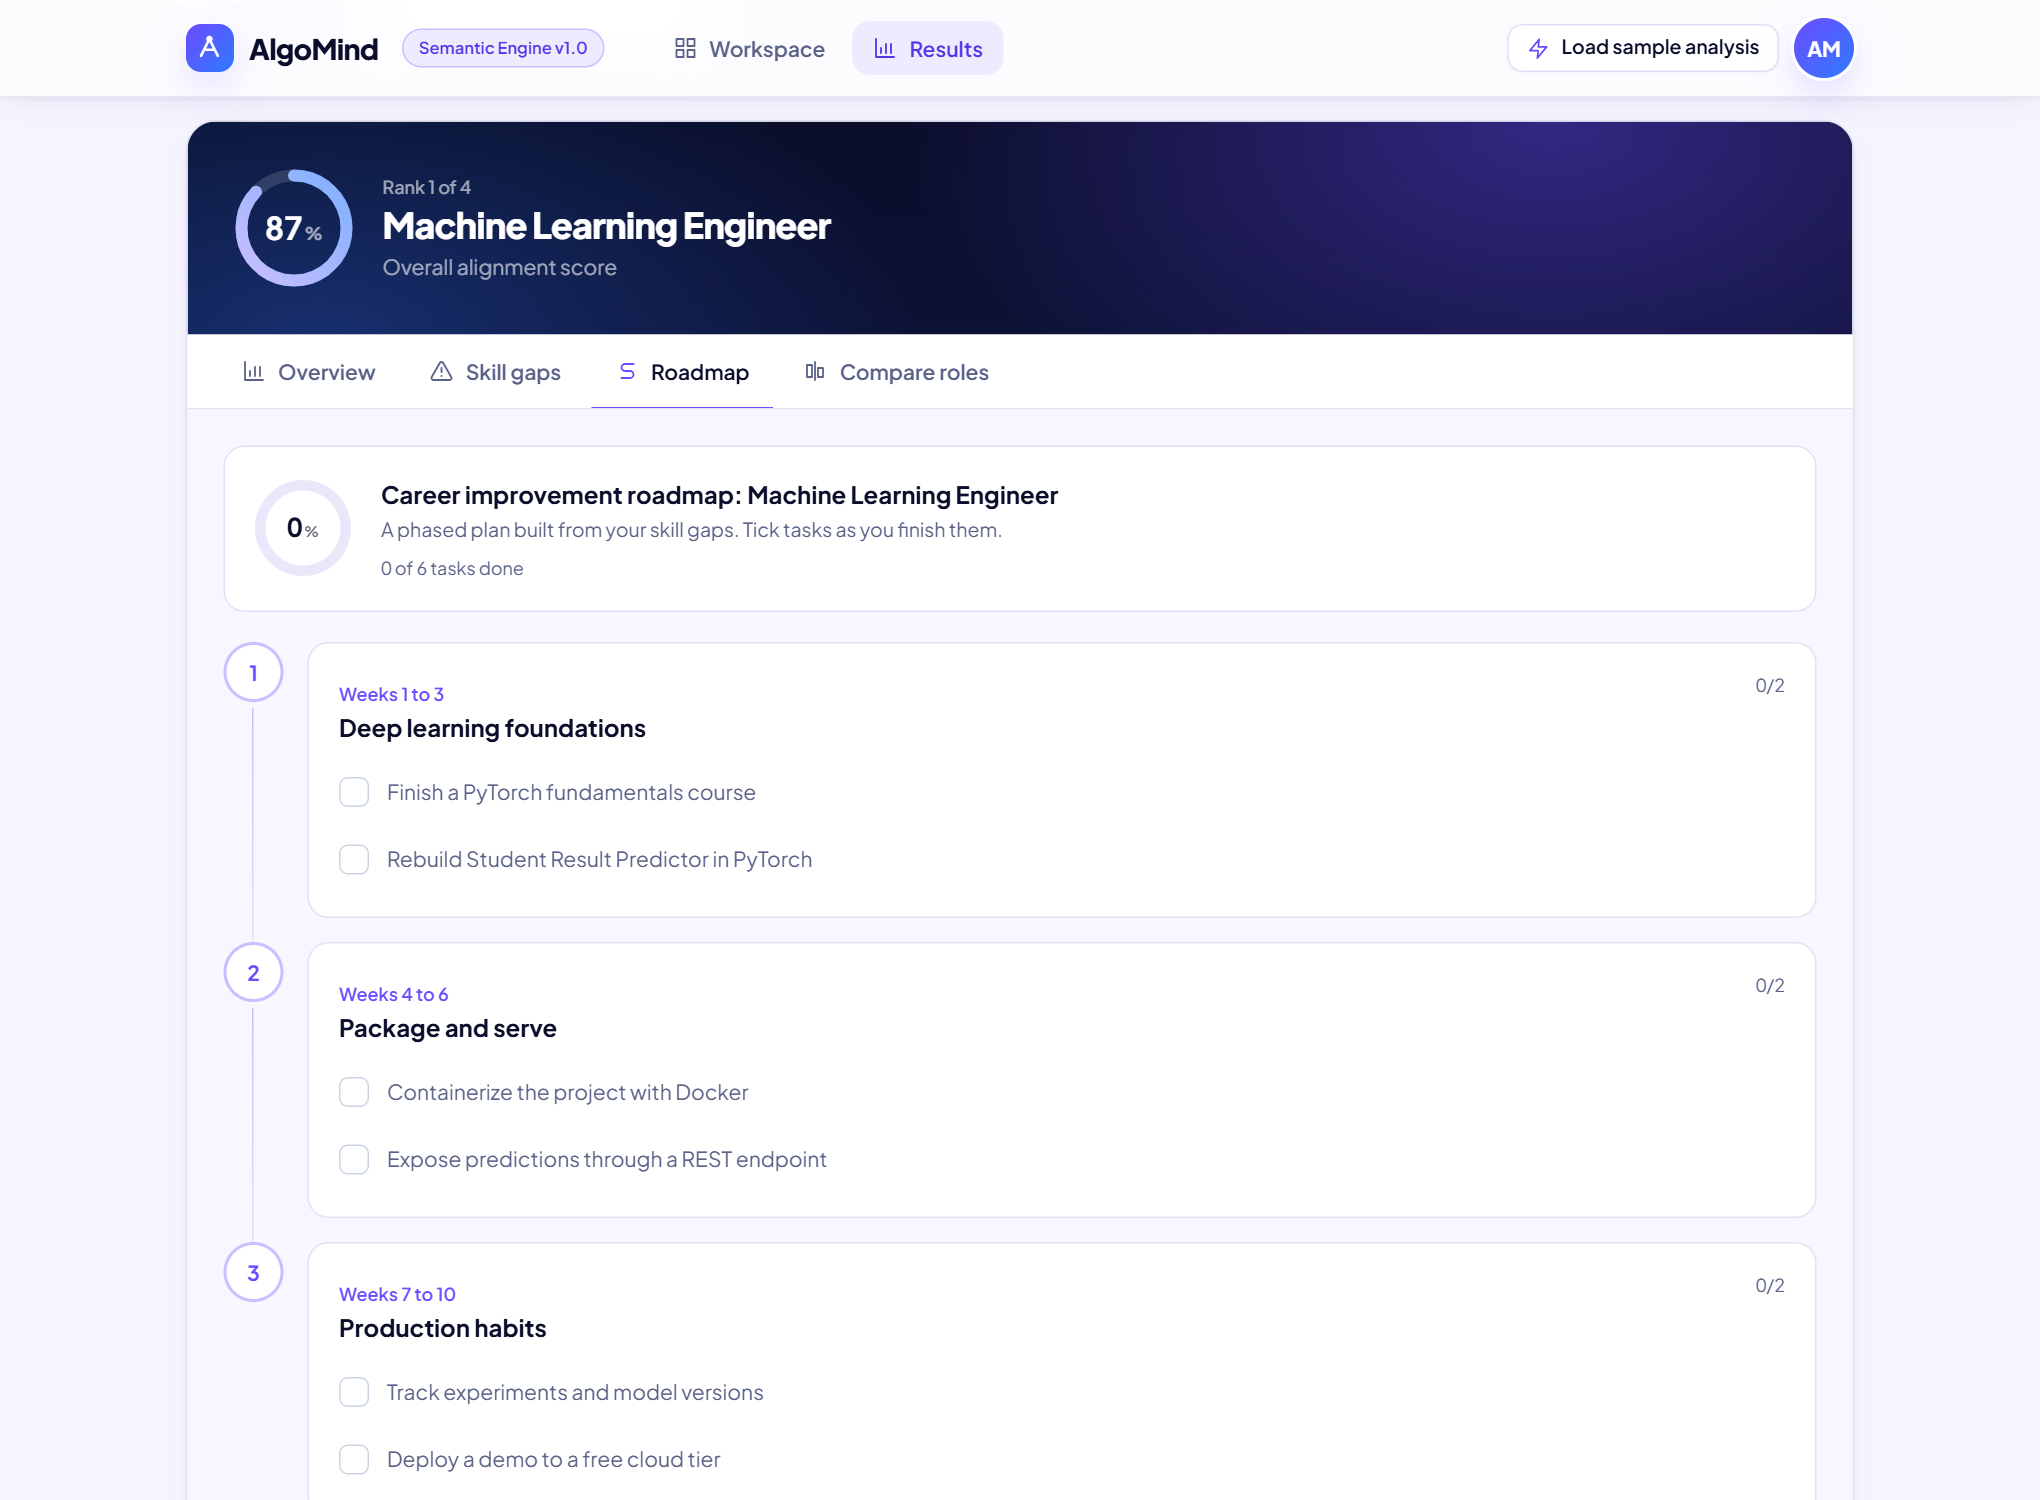 AlgoMind
Semantic Engine v1.0
Workspace
Results
Load sample analysis
AM
87%
Rank 1 of 4
Machine Learning Engineer
Overall alignment score
Overview
Skill gaps
Roadmap
Compare roles
0%
Career improvement roadmap: Machine Learning Engineer
A phased plan built from your skill gaps. Tick tasks as you finish them.
0 of 6 tasks done
1
Weeks 1 to 3
0/2
Deep learning foundations
Finish a PyTorch fundamentals course
Rebuild Student Result Predictor in PyTorch
2
Weeks 4 to 6
0/2
Package and serve
Containerize the project with Docker
Expose predictions through a REST endpoint
3
Weeks 7 to 10
0/2
Production habits
Track experiments and model versions
Deploy a demo to a free cloud tier